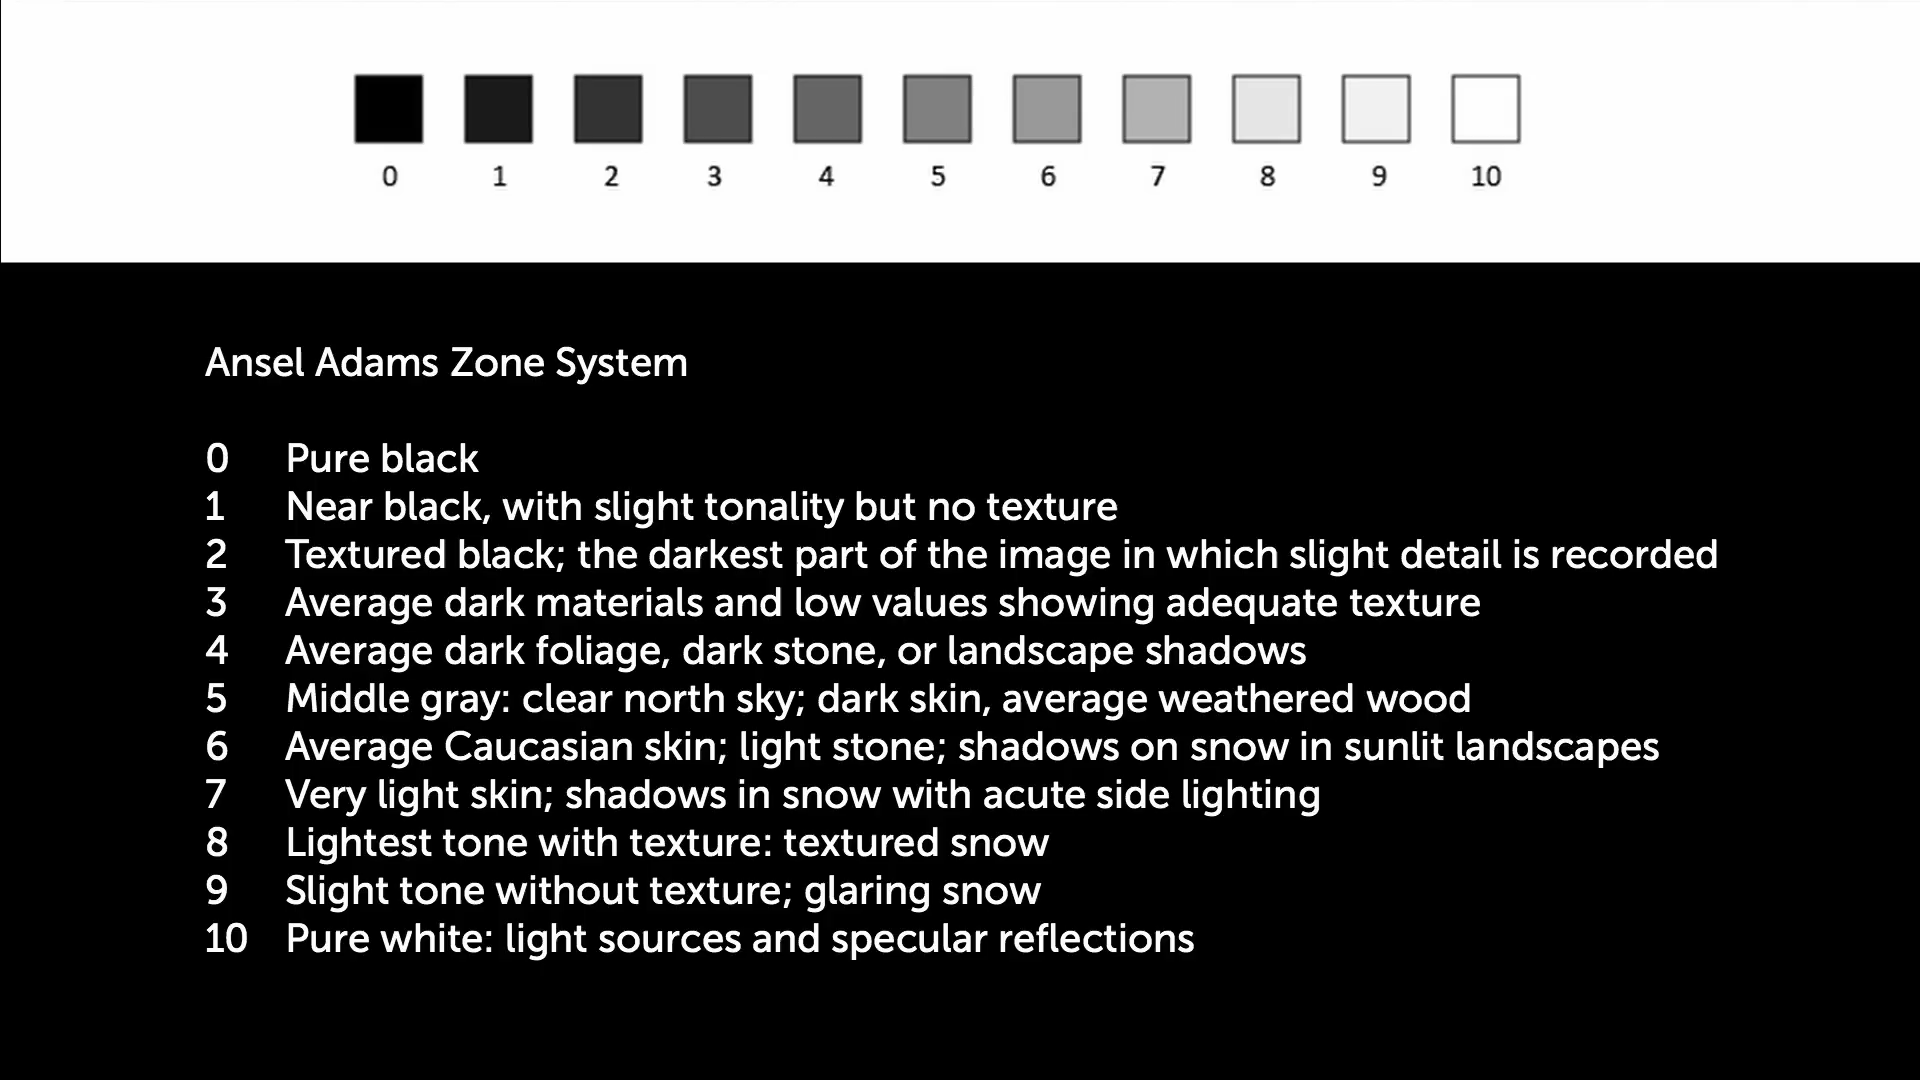 0 1 2 3 4 5 6 7 8 9 10
Ansel Adams Zone System
0 Pure black
1 Near black, with slight tonality but no texture
2 Textured black; the darkest part of the image in which slight detail is recorded
3 Average dark materials and low values showing adequate texture
4 Average dark foliage, dark stone, or landscape shadows
5 Middle gray: clear north sky; dark skin, average weathered wood
6 Average Caucasian skin; light stone; shadows on snow in sunlit landscapes
7 Very light skin; shadows in snow with acute side lighting
8 Lightest tone with texture: textured snow
9 Slight tone without texture; glaring snow
10 Pure white: light sources and specular reflections